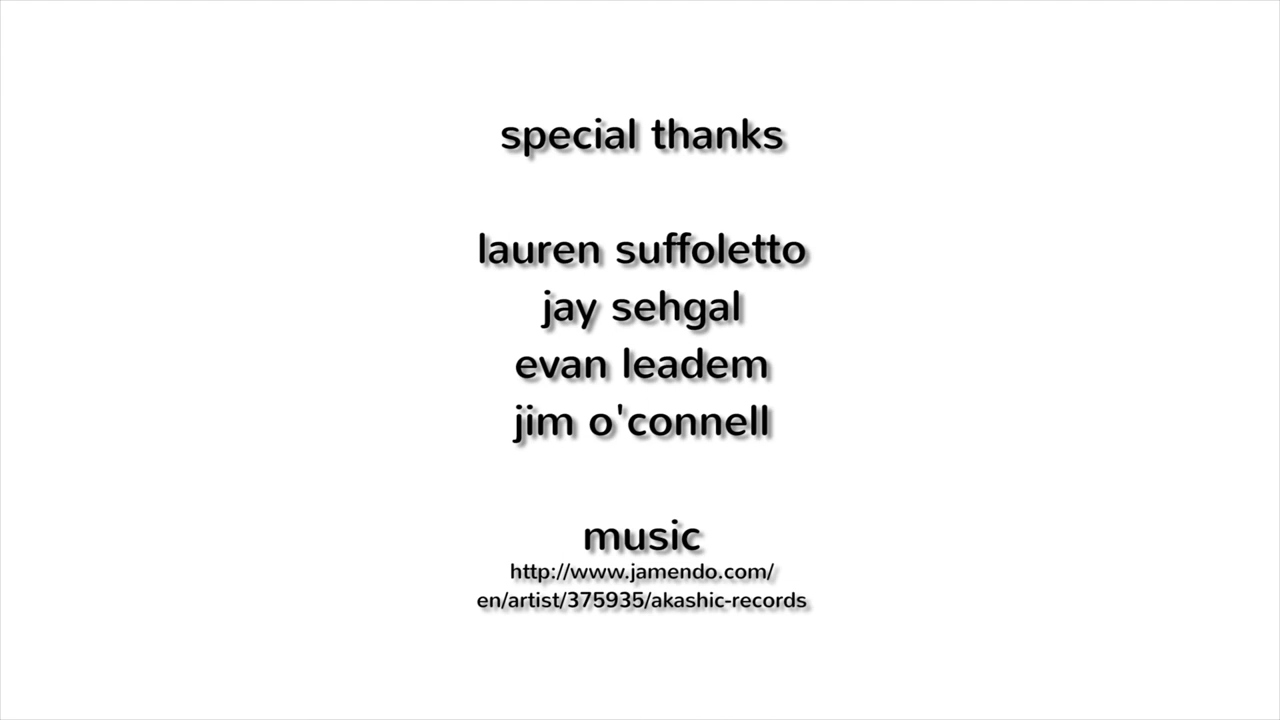 special thanks
lauren suffoletto
jay sehgal
evan leadem
jim o'connell
music
http://www.jamendo.com/
en/artist/375935/akashic-records